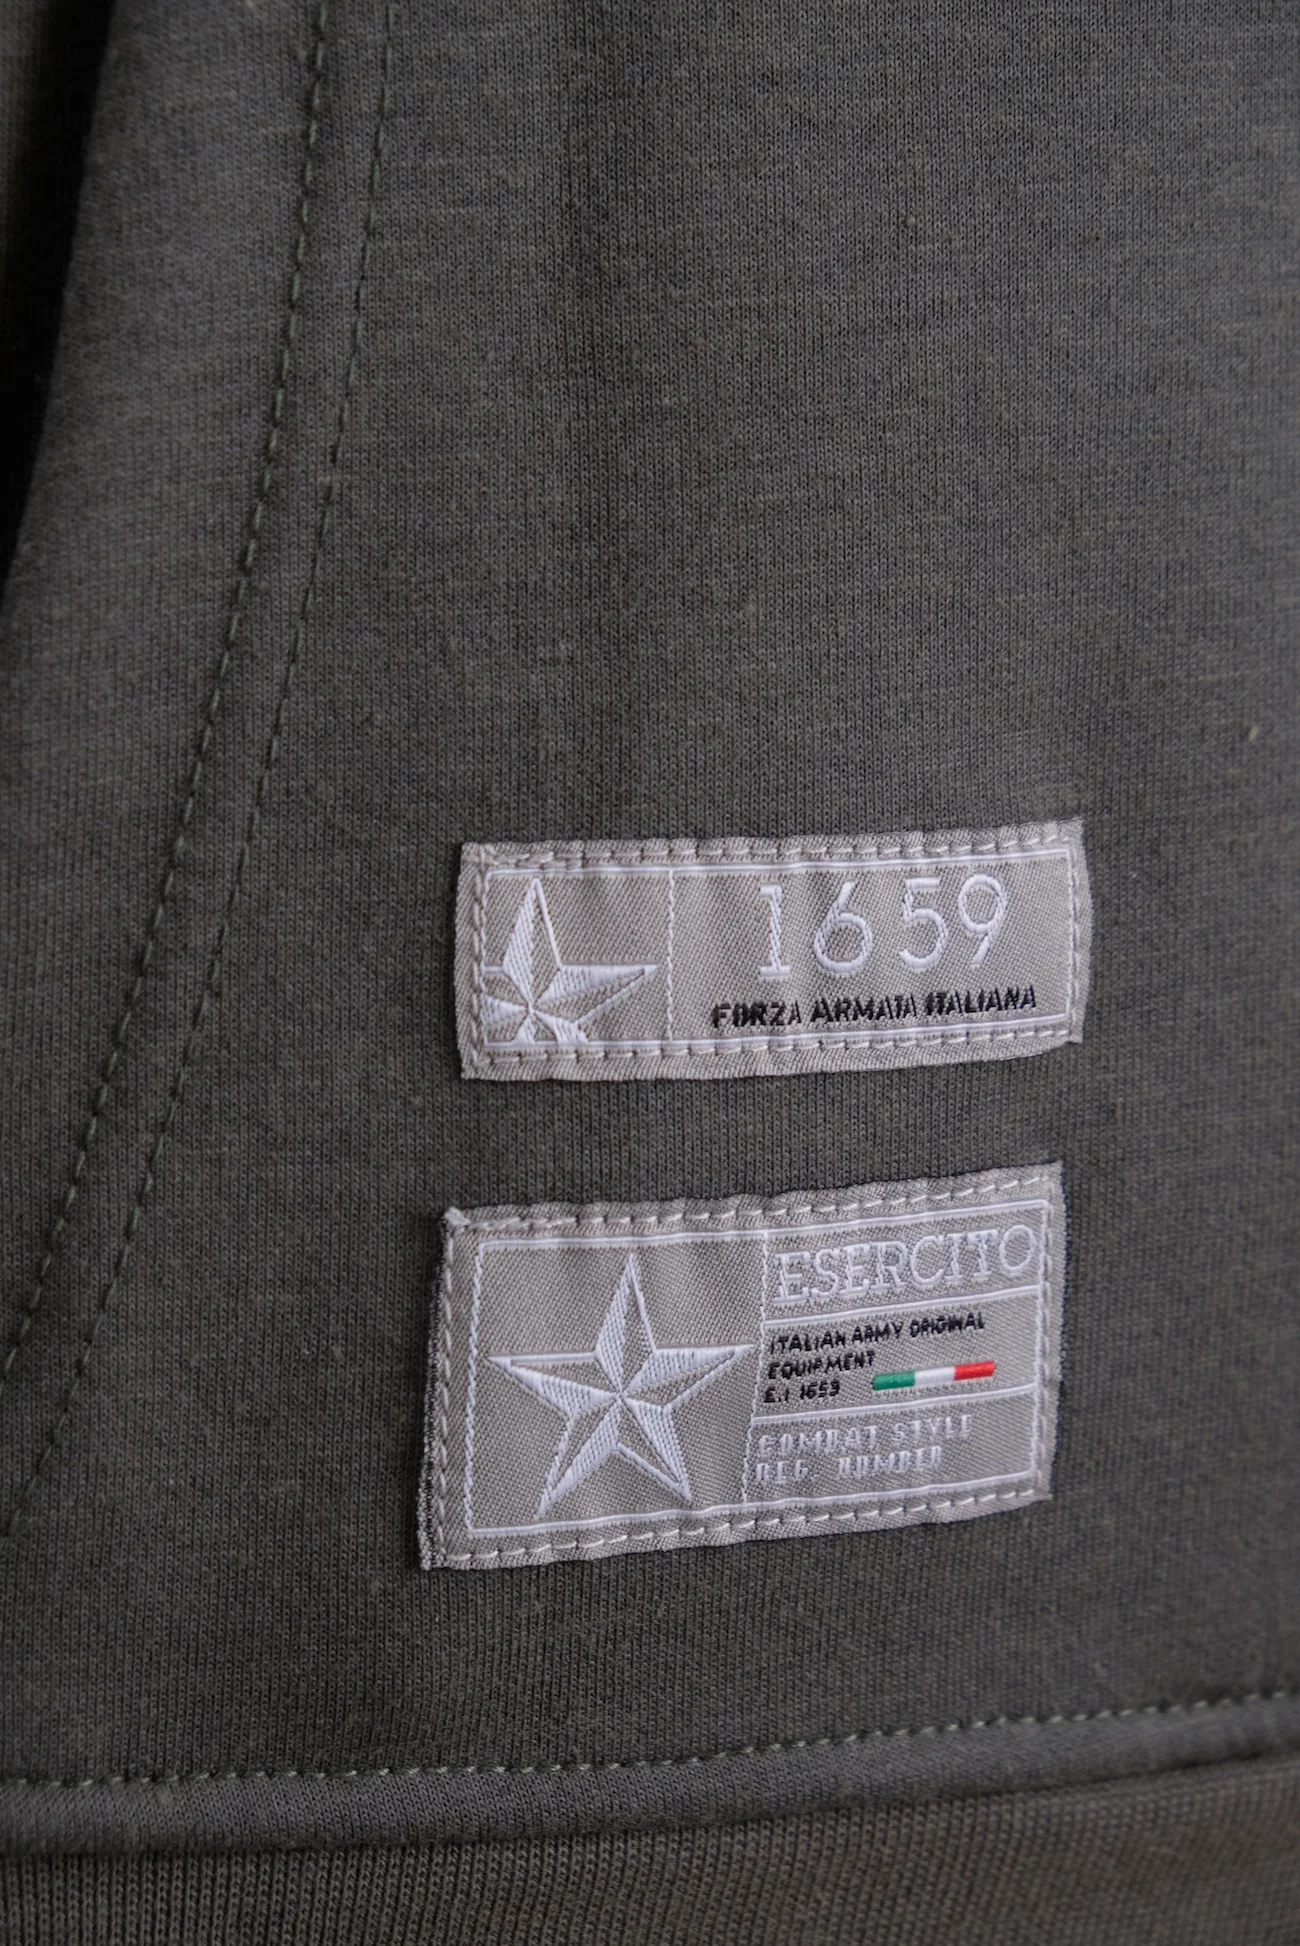 1659
FORZA ARMATA ITALIANA
ESERCITO
ITALIAN ARMY ORIGINAL
EQUIPMENT
E.I 1659
COMBAT STYLE
REG. NUMBER